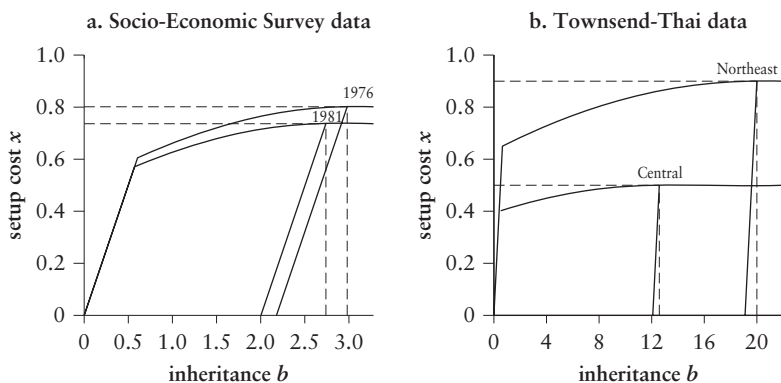 a. Socio-Economic Survey data
1.0
0.8
0.6
0.4
0.2
0
setup cost x
1976
1981
0 0.5 1.0 1.5 2.0 2.5 3.0
inheritance b
b. Townsend-Thai data
1.0
0.8
0.6
0.4
0.2
0
setup cost x
Northeast
Central
0 4 8 12 16 20
inheritance b